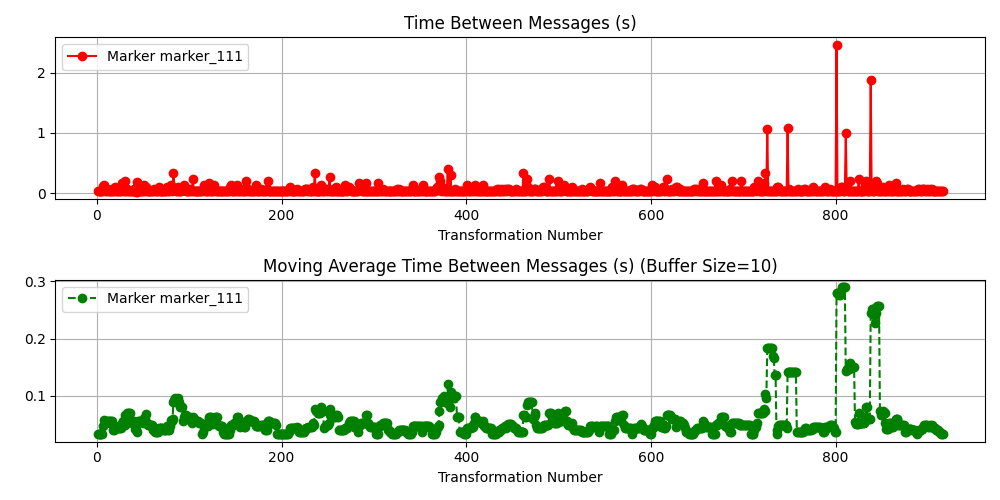 Time Between Messages (s)
Marker marker_111
2
1
0
0 200 400 600 800
Transformation Number
Moving Average Time Between Messages (s) (Buffer Size=10)
Marker marker_111
0.3
0.2
0.1
0 200 400 600 800
Transformation Number